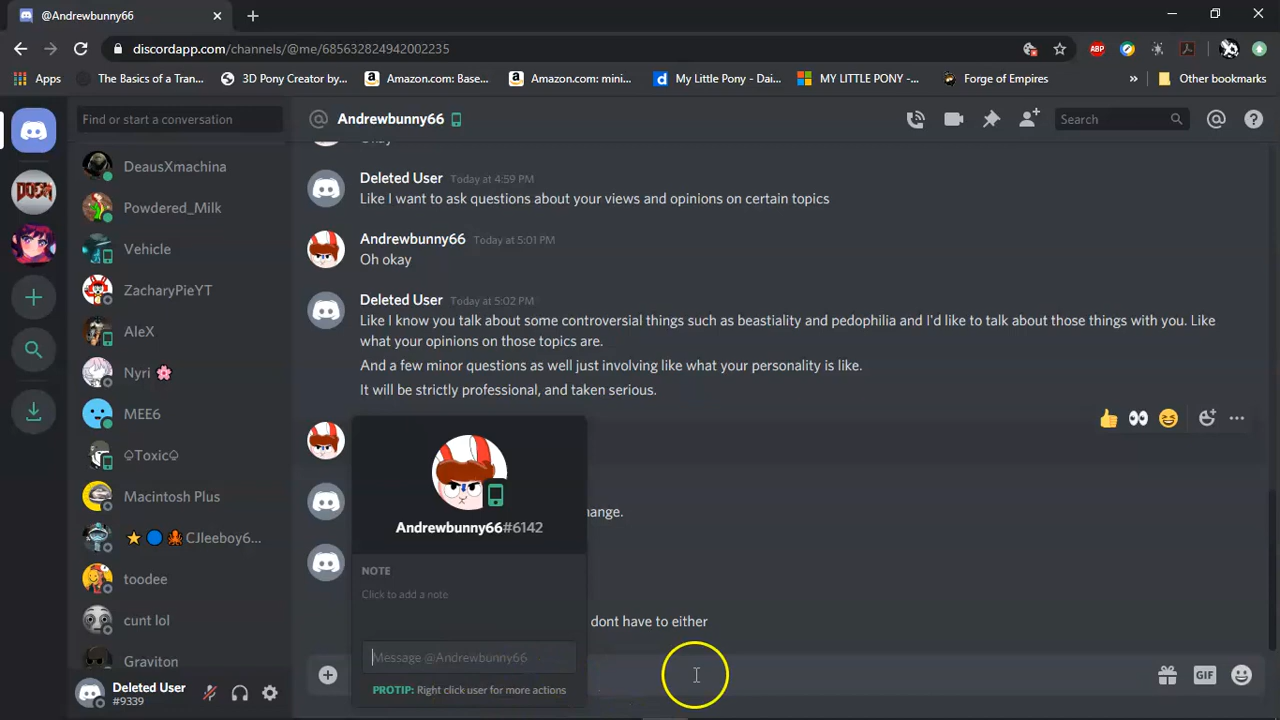 @Andrewbunny66
discordapp.com/channels/@me/685632824942002235
ABP
Apps
The Basics of a Tran...
3D Pony Creator by...
Amazon.com: Base...
Amazon.com: mini...
My Little Pony - Dai...
MY LITTLE PONY -...
Forge of Empires
»
Other bookmarks
Find or start a conversation
@ Andrewbunny66
Search
DOEM
DeausXmachina
Powdered_Milk
Vehicle
ZacharyPieYT
AleX
Nyri 🌸
MEE6
♤Toxic♤
Macintosh Plus
⭐ 🔵 🐙 CJleeboy6...
toodee
cunt lol
Graviton
Deleted User
#9339
Deleted User Today at 4:59 PM
Like I want to ask questions about your views and opinions on certain topics
Andrewbunny66 Today at 5:01 PM
Oh okay
Deleted User Today at 5:02 PM
Like I know you talk about some controversial things such as beastiality and pedophilia and I'd like to talk about those things with you. Like
what your opinions on those topics are.
And a few minor questions as well just involving like what your personality is like.
It will be strictly professional, and taken serious.
👍 👀 😆
ange.
dont have to either
Andrewbunny66#6142
NOTE
Click to add a note
Message @Andrewbunny66
PROTIP: Right click user for more actions
GIF